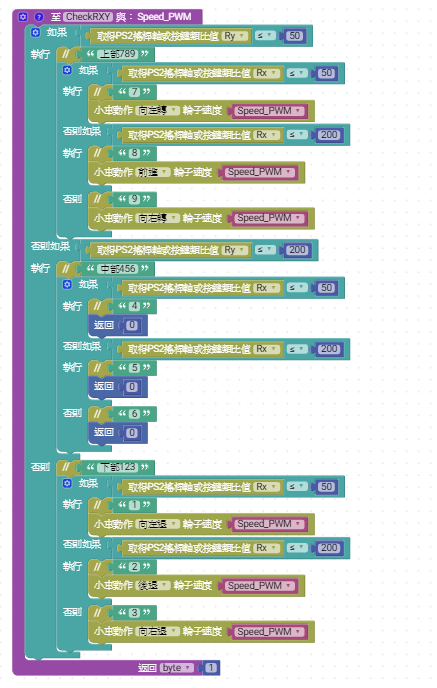 至 CheckRXY 與：Speed_PWM
如果 取得PS2搖桿軸或按鍵類比值 Ry ≤ 50
執行 // “ 上部789 ”
如果 取得PS2搖桿軸或按鍵類比值 Rx ≤ 50
執行 // “ 7 ”
小車動作 向左轉 輪子速度 Speed_PWM
否則如果 取得PS2搖桿軸或按鍵類比值 Rx ≤ 200
執行 // “ 8 ”
小車動作 前進 輪子速度 Speed_PWM
否則 // “ 9 ”
小車動作 向右轉 輪子速度 Speed_PWM
否則如果 取得PS2搖桿軸或按鍵類比值 Ry ≤ 200
執行 // “ 中部456 ”
如果 取得PS2搖桿軸或按鍵類比值 Rx ≤ 50
執行 // “ 4 ”
返回 0
否則如果 取得PS2搖桿軸或按鍵類比值 Rx ≤ 200
執行 // “ 5 ”
返回 0
否則 // “ 6 ”
返回 0
否則 // “ 下部123 ”
如果 取得PS2搖桿軸或按鍵類比值 Rx ≤ 50
執行 // “ 1 ”
小車動作 向左退 輪子速度 Speed_PWM
否則如果 取得PS2搖桿軸或按鍵類比值 Rx ≤ 200
執行 // “ 2 ”
小車動作 後退 輪子速度 Speed_PWM
否則 // “ 3 ”
小車動作 向右退 輪子速度 Speed_PWM
返回 byte 1